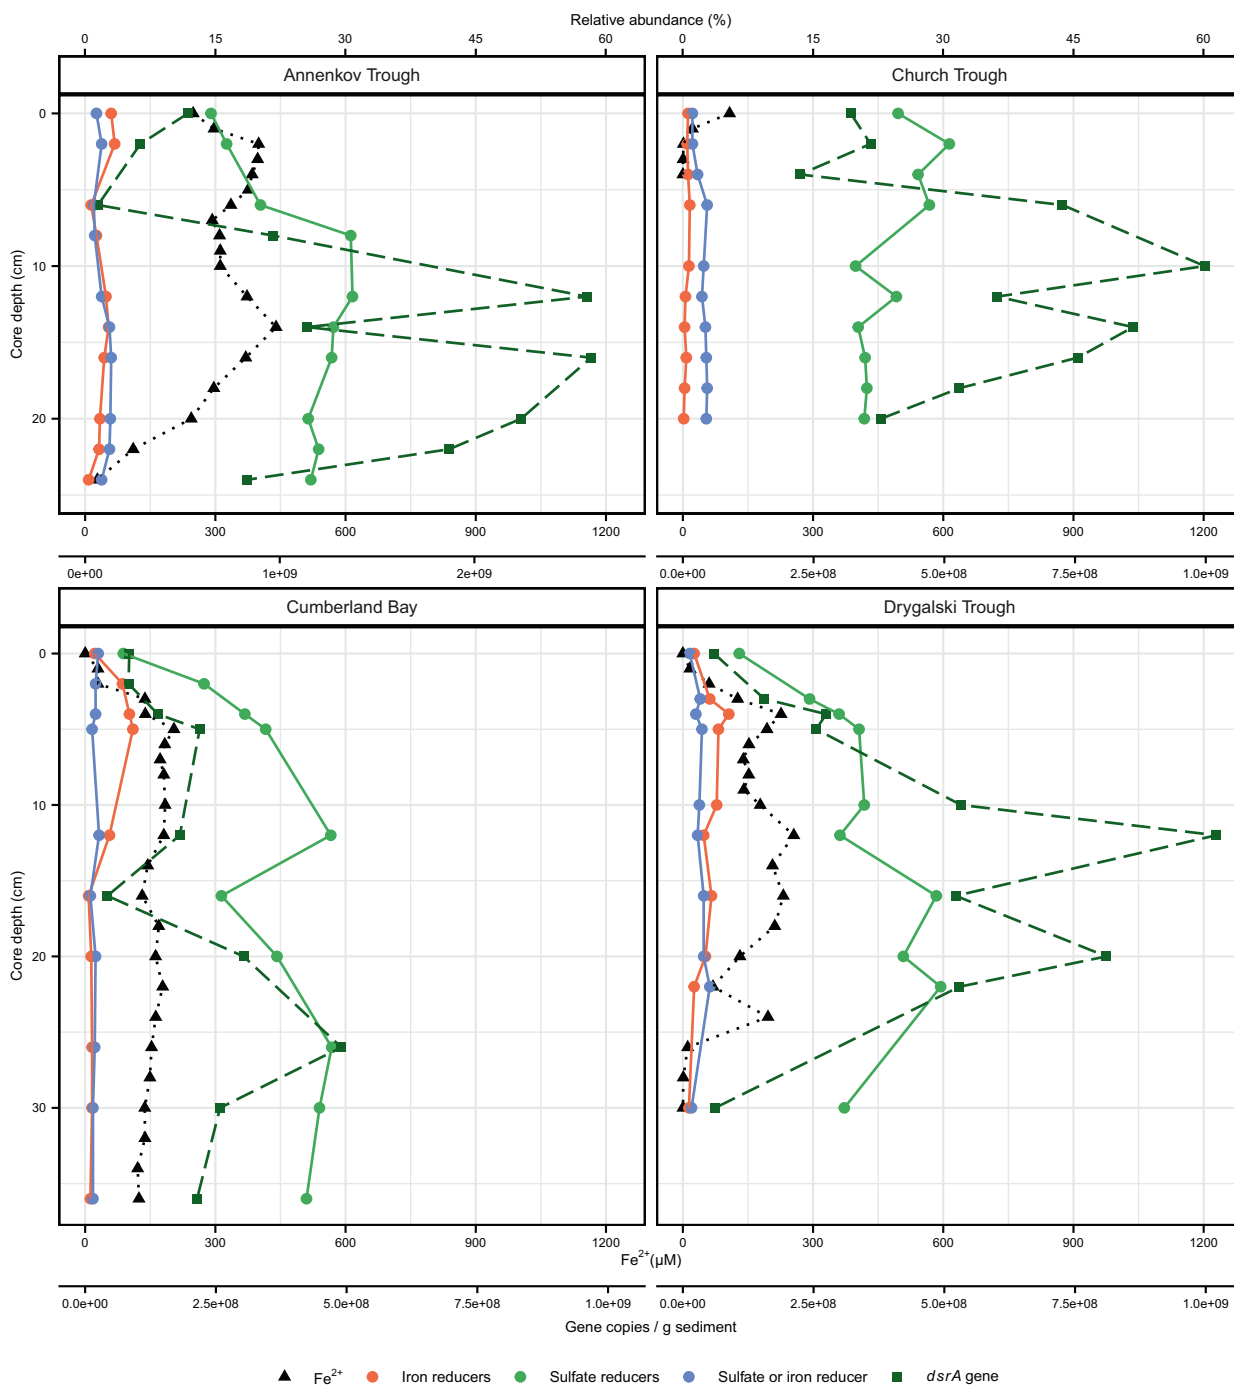 Relative abundance (%)
0 15 30 45 60 0 15 30 45 60
Annenkov Trough Church Trough
0
10
20
Core depth (cm)
0 300 600 900 1200 0 300 600 900 1200
0e+00 1e+09 2e+09 0.0e+00 2.5e+08 5.0e+08 7.5e+08 1.0e+09
Cumberland Bay Drygalski Trough
0
10
20
30
Core depth (cm)
0 300 600 900 1200 0 300 600 900 1200
Fe²⁺(µM)
0.0e+00 2.5e+08 5.0e+08 7.5e+08 1.0e+09 0.0e+00 2.5e+08 5.0e+08 7.5e+08 1.0e+09
Gene copies / g sediment
Fe²⁺ Iron reducers Sulfate reducers Sulfate or iron reducer dsrA gene